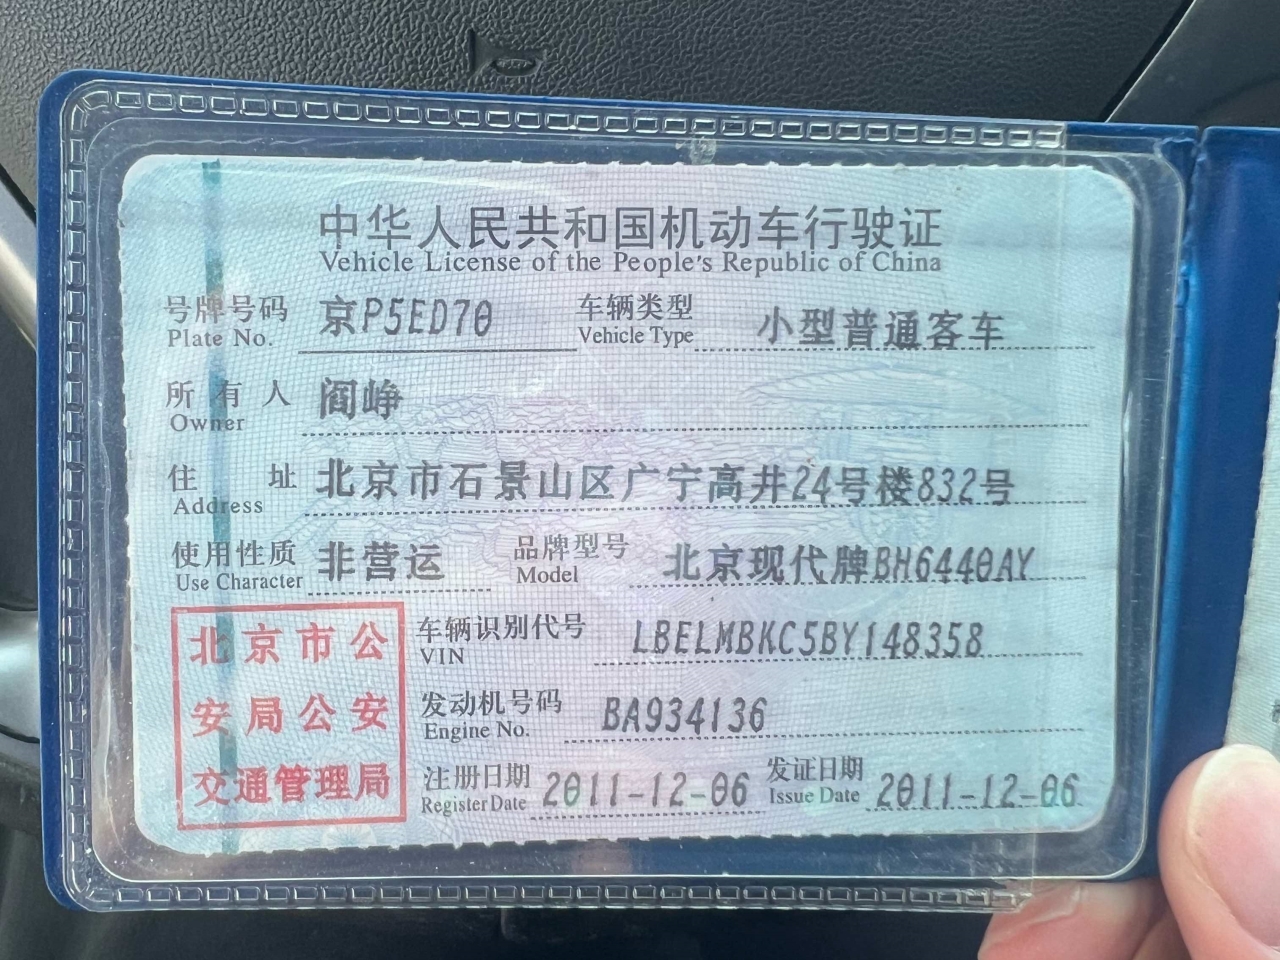 中华人民共和国机动车行驶证
Vehicle License of the People's Republic of China
号牌号码 京P5ED70 车辆类型 小型普通客车
Plate No. Vehicle Type
所有人 阎峥
Owner
住址 北京市石景山区广宁高井24号楼832号
Address
使用性质 非营运 品牌型号 北京现代牌BH6440AY
Use Character Model
北京市公
安局公安
交通管理局
车辆识别代号 LBELMBKC5BY148358
VIN
发动机号码 BA934136
Engine No.
注册日期 2011-12-06 发证日期 2011-12-06
Register Date Issue Date